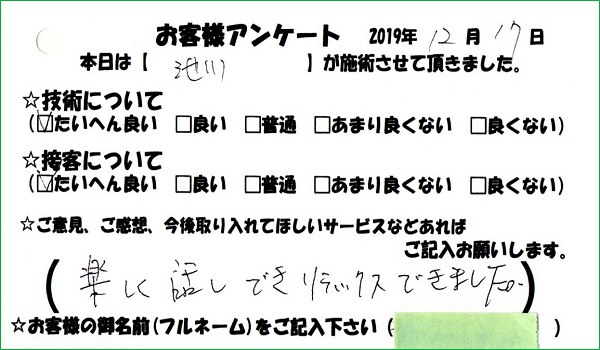 お客様アンケート 2019年 12月 17日
本日は【 池川 】が施術させて頂きました。
☆技術について
(☑たいへん良い □良い □普通 □あまり良くない □良くない)
☆接客について
(☑たいへん良い □良い □普通 □あまり良くない □良くない)
☆ご意見、ご感想、今後取り入れてほしいサービスなどあれば
ご記入お願いします。
(楽しく話しできリラックスできました。)
☆お客様の御名前(フルネーム)をご記入下さい( )